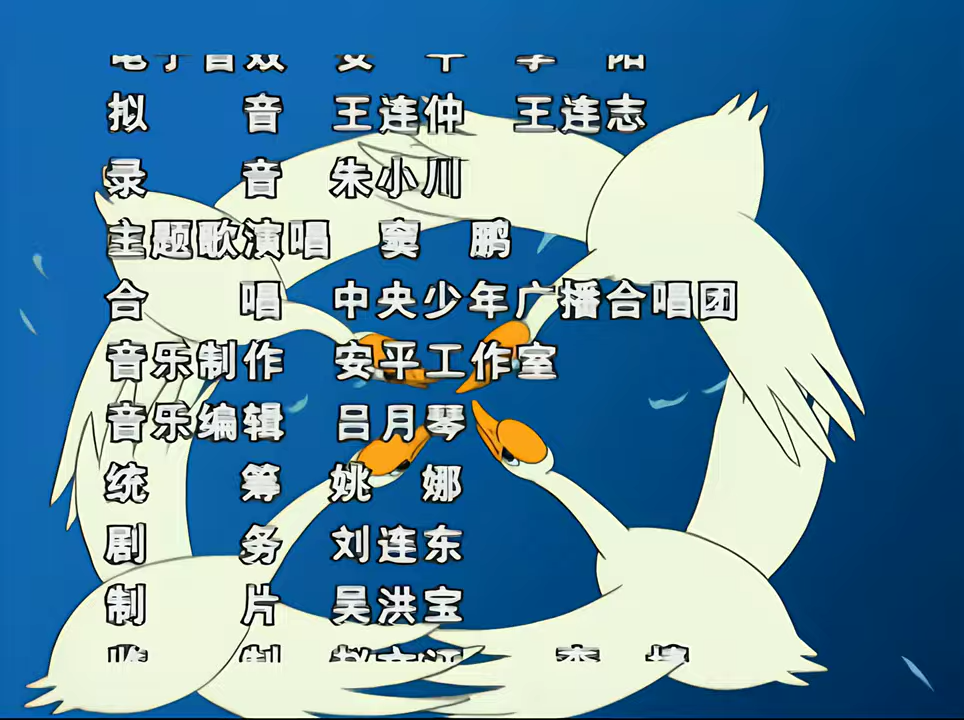 拟 音 王连仲 王连志
录 音 朱小川
主题歌演唱 窦 鹏
合 唱 中央少年广播合唱团
音乐制作 安平工作室
音乐编辑 吕月琴
统 筹 姚 娜
剧 务 刘连东
制 片 吴洪宝